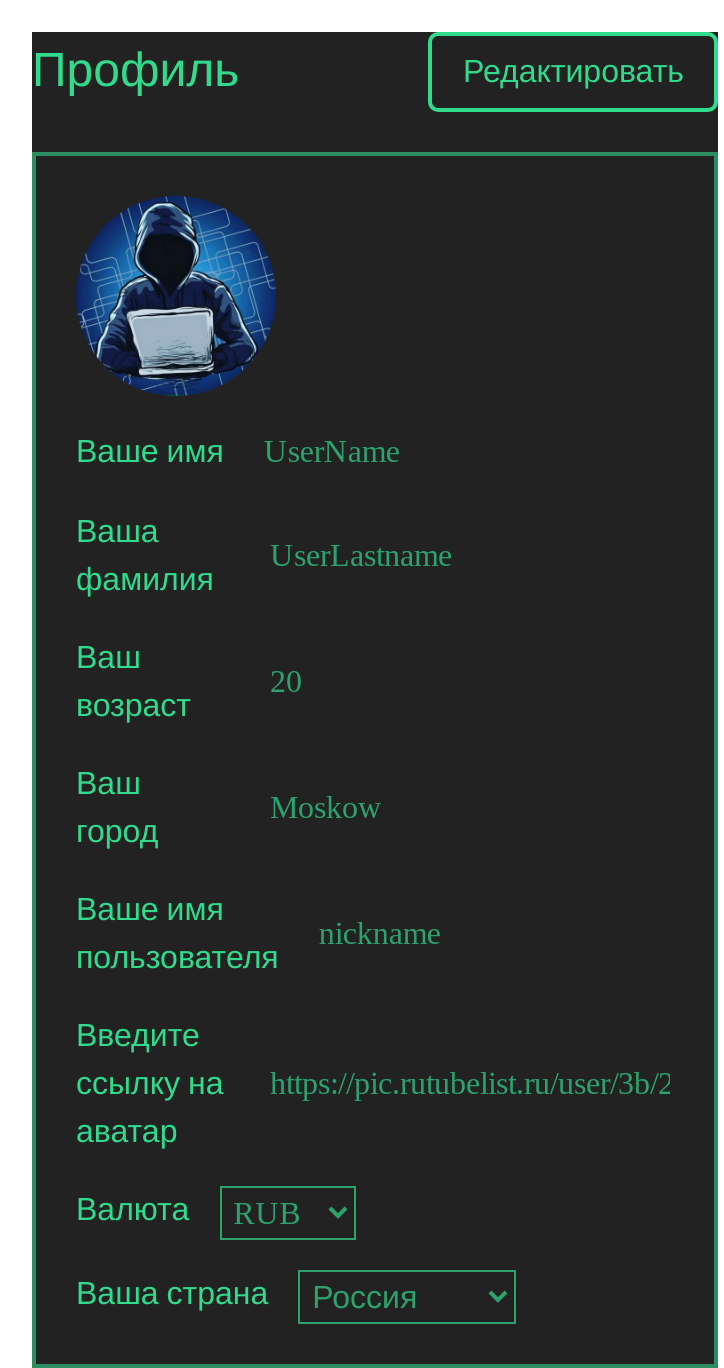 Профиль
Редактировать
Ваше имя
UserName
Ваша
фамилия
UserLastname
Ваш
возраст
20
Ваш
город
Moskow
Ваше имя
пользователя
nickname
Введите
ссылку на
аватар
https://pic.rutubelist.ru/user/3b/2
Валюта
RUB
Ваша страна
Россия